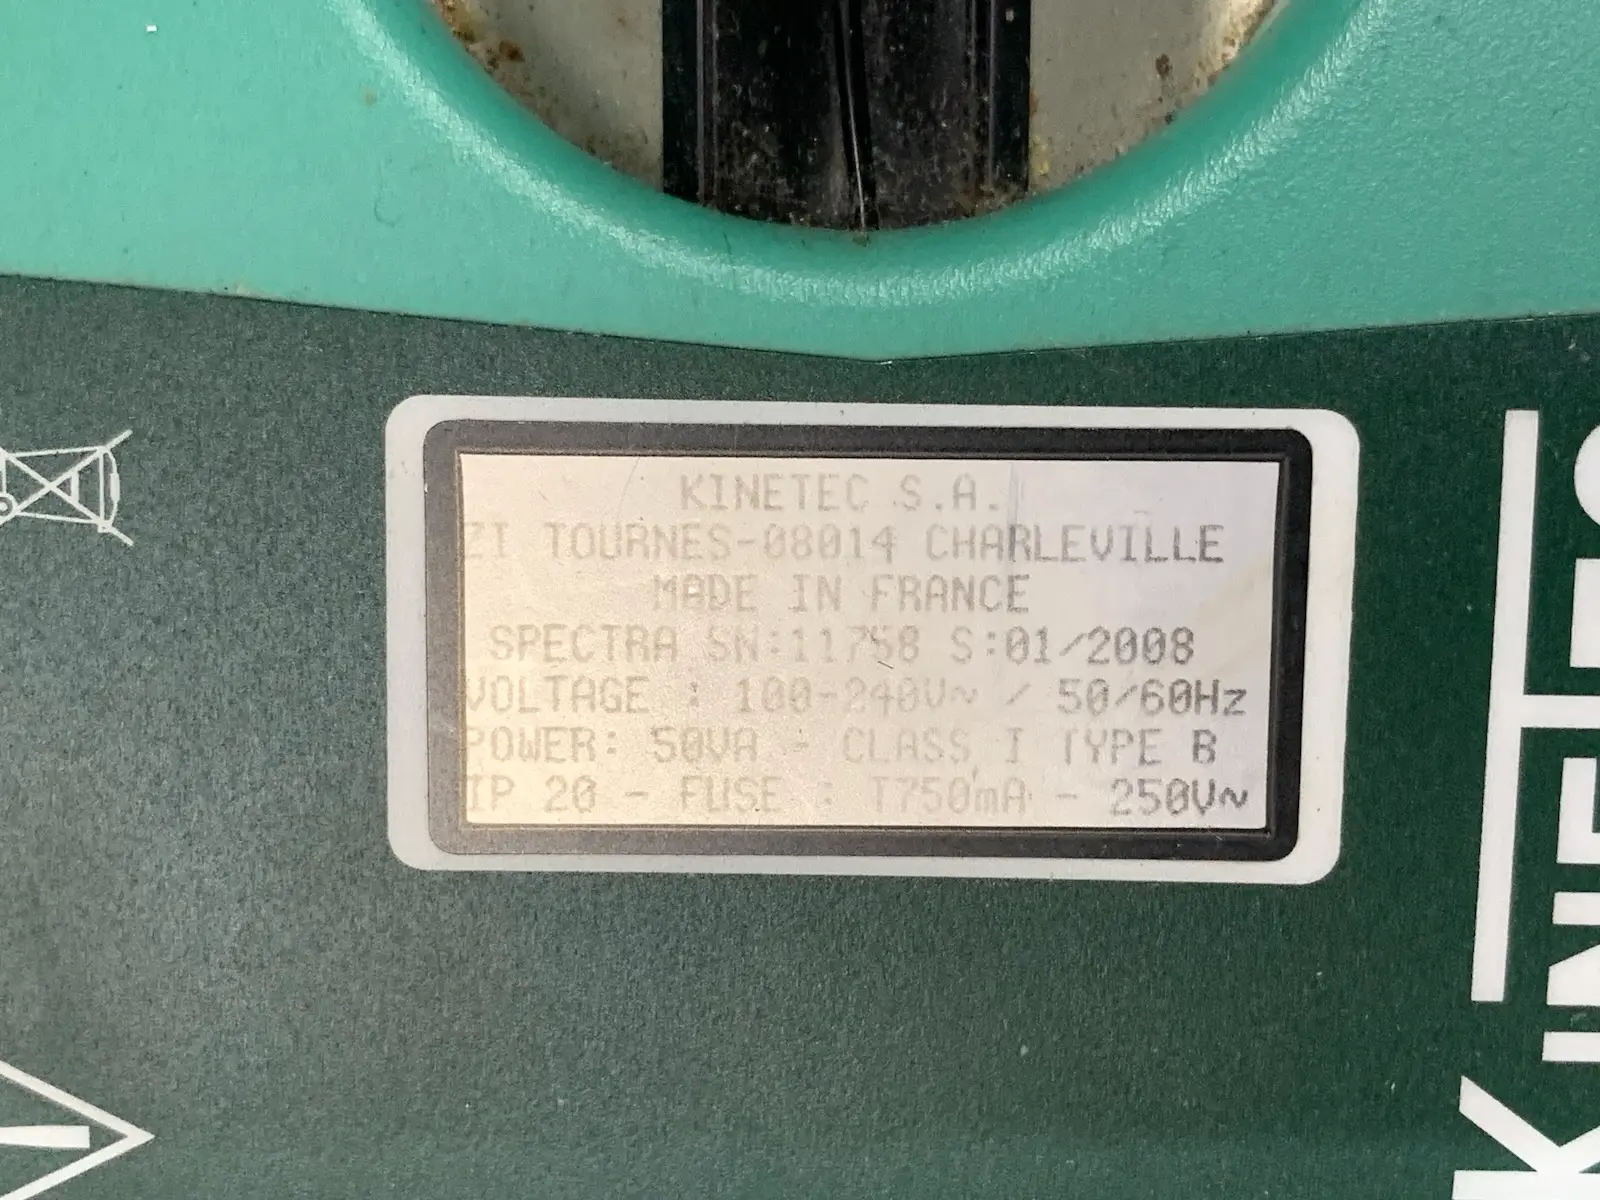 KINETEC S.A.
ZI TOURNES-08014 CHARLEVILLE
MADE IN FRANCE
SPECTRA SN:11758 S:01/2008
VOLTAGE : 100-240V~ / 50/60Hz
POWER: 50VA - CLASS I TYPE B
IP 20 - FUSE : T750mA - 250V~
KINETEC